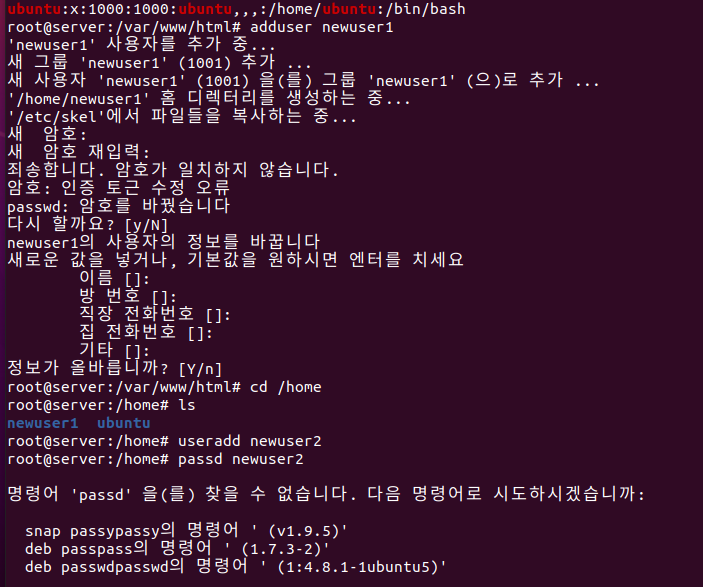 ubuntu:x:1000:1000:ubuntu,,,:/home/ubuntu:/bin/bash
root@server:/var/www/html# adduser newuser1
'newuser1' 사용자를 추가 중...
새 그룹 'newuser1' (1001) 추가 ...
새 사용자 'newuser1' (1001) 을(를) 그룹 'newuser1' (으)로 추가 ...
'/home/newuser1' 홈 디렉터리를 생성하는 중...
'/etc/skel'에서 파일들을 복사하는 중...
새  암호:
새  암호 재입력:
죄송합니다. 암호가 일치하지 않습니다.
암호: 인증 토근 수정 오류
passwd: 암호를 바꿨습니다
다시 할까요? [y/N]
newuser1의 사용자의 정보를 바꿉니다
새로운 값을 넣거나, 기본값을 원하시면 엔터를 치세요
        이름 []:
        방 번호 []:
        직장 전화번호 []:
        집 전화번호 []:
        기타 []:
정보가 올바릅니까? [Y/n]
root@server:/var/www/html# cd /home
root@server:/home# ls
newuser1  ubuntu
root@server:/home# useradd newuser2
root@server:/home# passd newuser2
명령어 'passd' 을(를) 찾을 수 없습니다. 다음 명령어로 시도하시겠습니까:
  snap passypassy의 명령어 ' (v1.9.5)'
  deb passpass의 명령어 ' (1.7.3-2)'
  deb passwdpasswd의 명령어 ' (1:4.8.1-1ubuntu5)'